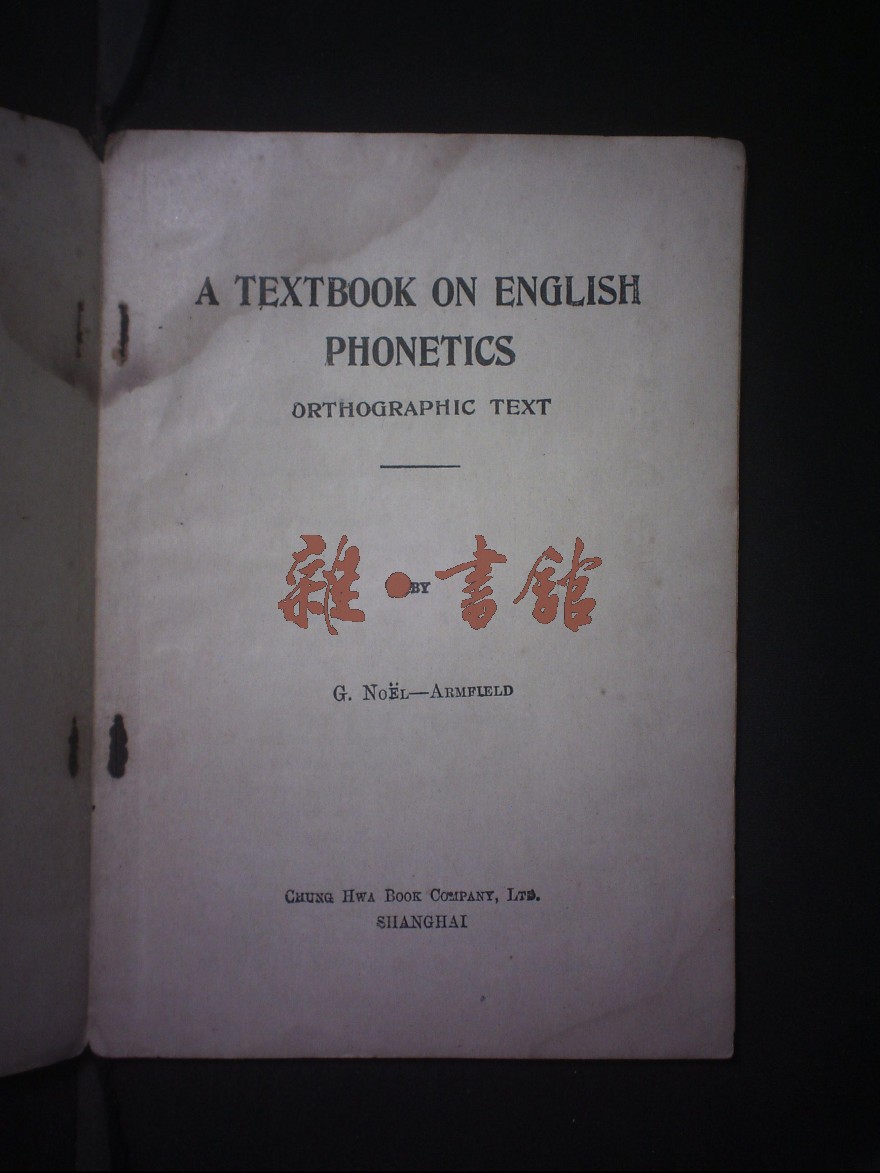 A TEXTBOOK ON ENGLISH
PHONETICS
ORTHOGRAPHIC TEXT
雜·書館
BY
G. NOËL—ARMFIELD
CHUNG HWA BOOK COMPANY, LTD.
SHANGHAI